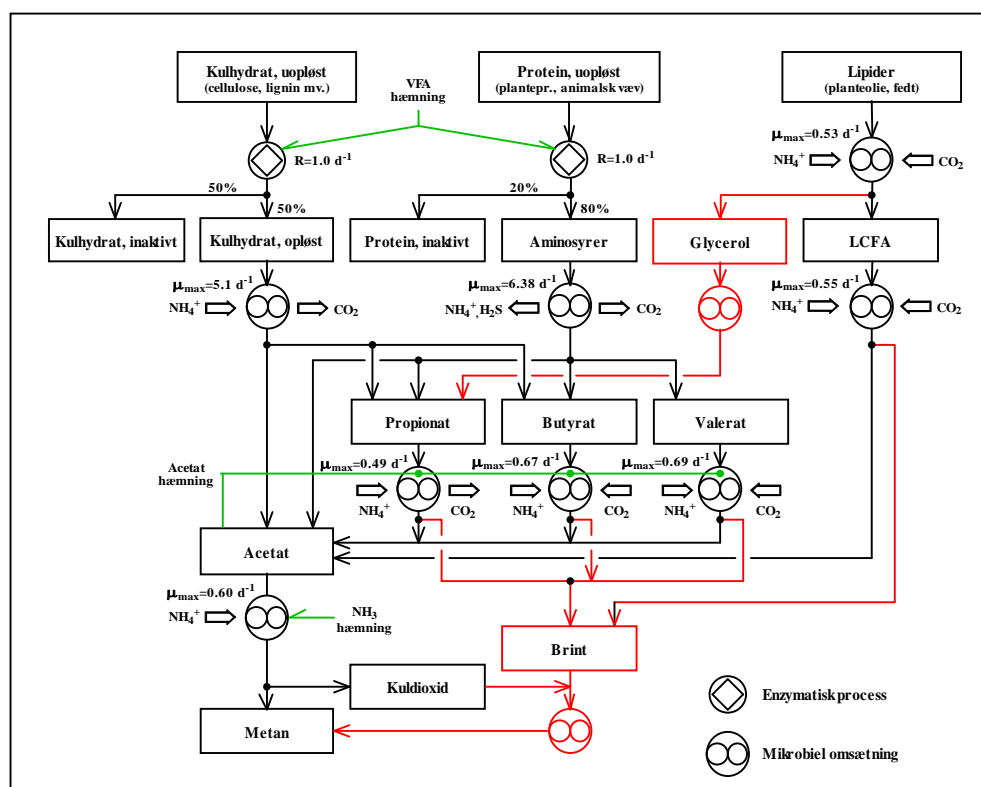 Kulhydrat, uopløst
(cellulose, lignin mv.)
Protein, uopløst
(plantepr., animalsk væv)
Lipider
(planteolie, fedt)
VFA
hæmning
μmax=0.53 d⁻¹
NH₄⁺
CO₂
R=1.0 d⁻¹
R=1.0 d⁻¹
50%
50%
20%
80%
Kulhydrat, inaktivt
Kulhydrat, opløst
Protein, inaktivt
Aminosyrer
Glycerol
LCFA
μmax=5.1 d⁻¹
NH₄⁺
CO₂
μmax=6.38 d⁻¹
NH₄⁺,H₂S
CO₂
μmax=0.55 d⁻¹
NH₄⁺
CO₂
Propionat
Butyrat
Valerat
Acetat
hæmning
μmax=0.49 d⁻¹
μmax=0.67 d⁻¹
μmax=0.69 d⁻¹
NH₄⁺
CO₂
NH₄⁺
CO₂
NH₄⁺
CO₂
Acetat
μmax=0.60 d⁻¹
NH₄⁺
NH₃
hæmning
Brint
Kuldioxid
Metan
Enzymatisk process
Mikrobiel omsætning